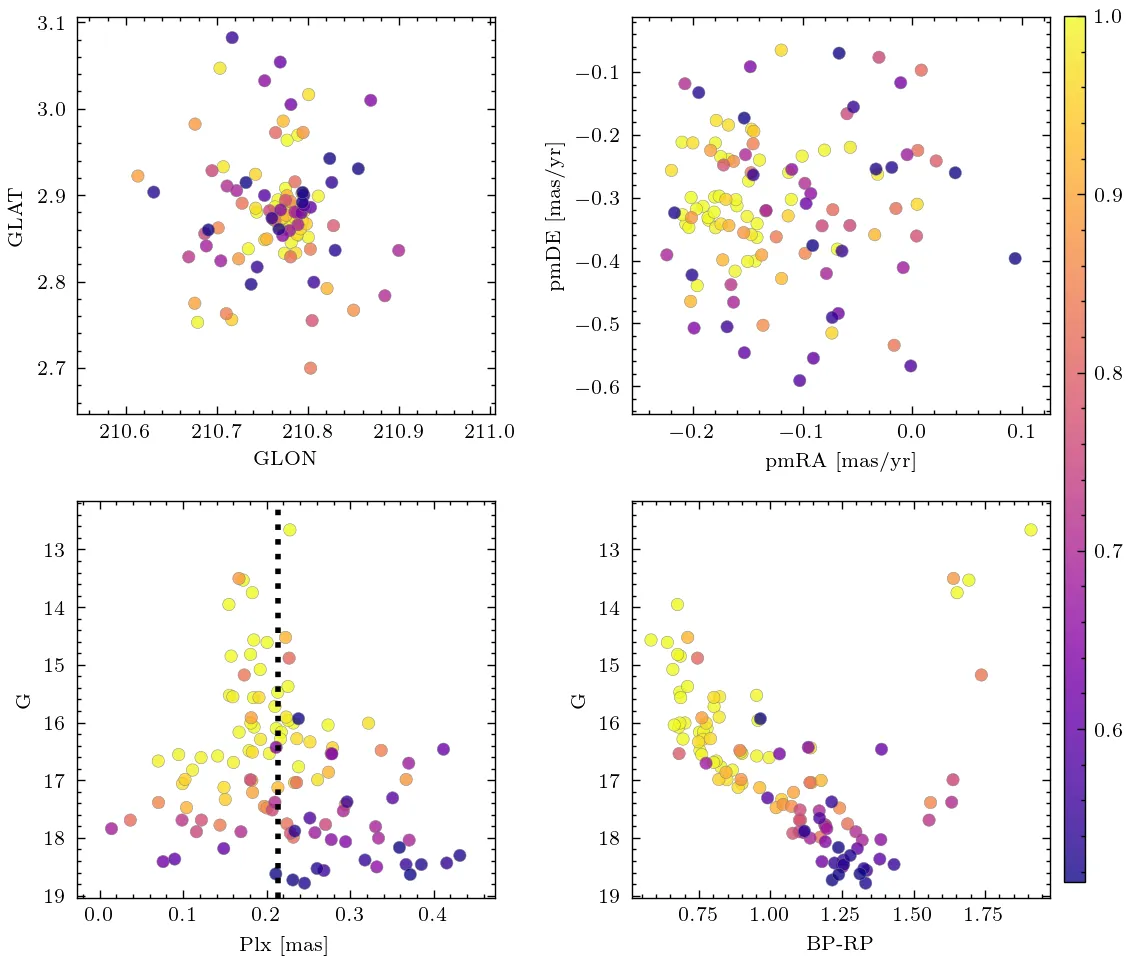 3.1
3.0
2.9
2.8
2.7
GLAT
210.6 210.7 210.8 210.9 211.0
GLON
−0.1
−0.2
−0.3
−0.4
−0.5
−0.6
pmDE [mas/yr]
−0.2 −0.1 0.0 0.1
pmRA [mas/yr]
1.0
0.9
0.8
0.7
0.6
13
14
15
16
17
18
19
G
0.0 0.1 0.2 0.3 0.4
Plx [mas]
13
14
15
16
17
18
19
G
0.75 1.00 1.25 1.50 1.75
BP-RP